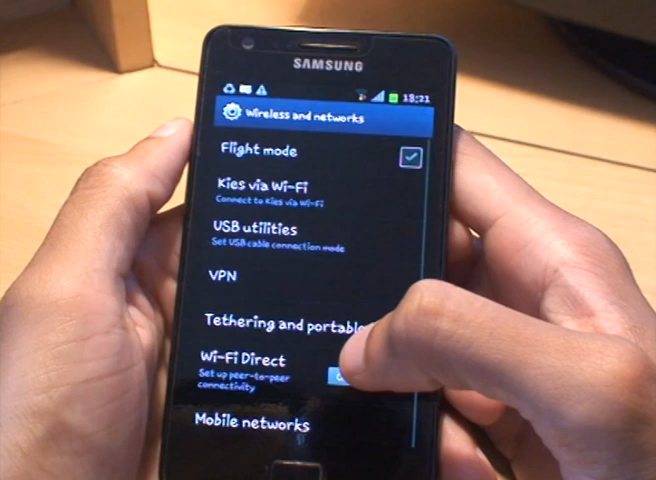 SAMSUNG
18:21
Wireless and networks
Flight mode
Kies via Wi-Fi
Connect to Kies via Wi-Fi
USB utilities
Set USB cable connection mode
VPN
Tethering and portable
Wi-Fi Direct
Set up peer-to-peer
connectivity
Mobile networks